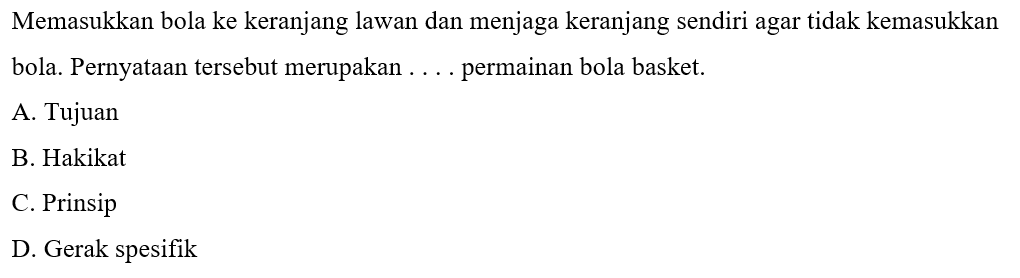 Memasukkan bola ke keranjang lawan dan menjaga keranjang sendiri agar tidak kemasukkan
bola. Pernyataan tersebut merupakan . . . . permainan bola basket.
A. Tujuan
B. Hakikat
C. Prinsip
D. Gerak spesifik